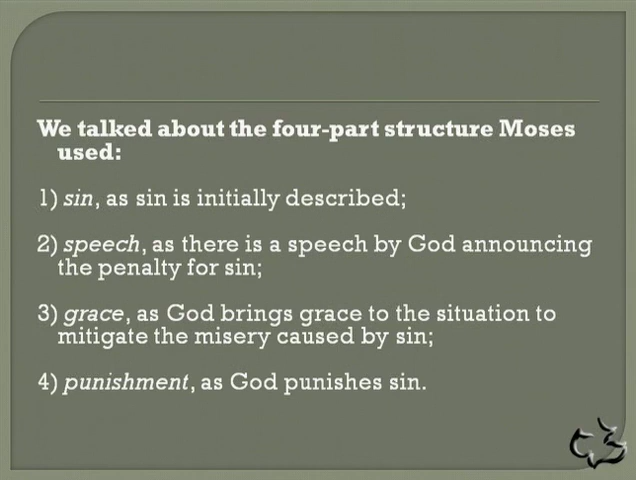 We talked about the four-part structure Moses
used:
1) sin, as sin is initially described;
2) speech, as there is a speech by God announcing
the penalty for sin;
3) grace, as God brings grace to the situation to
mitigate the misery caused by sin;
4) punishment, as God punishes sin.